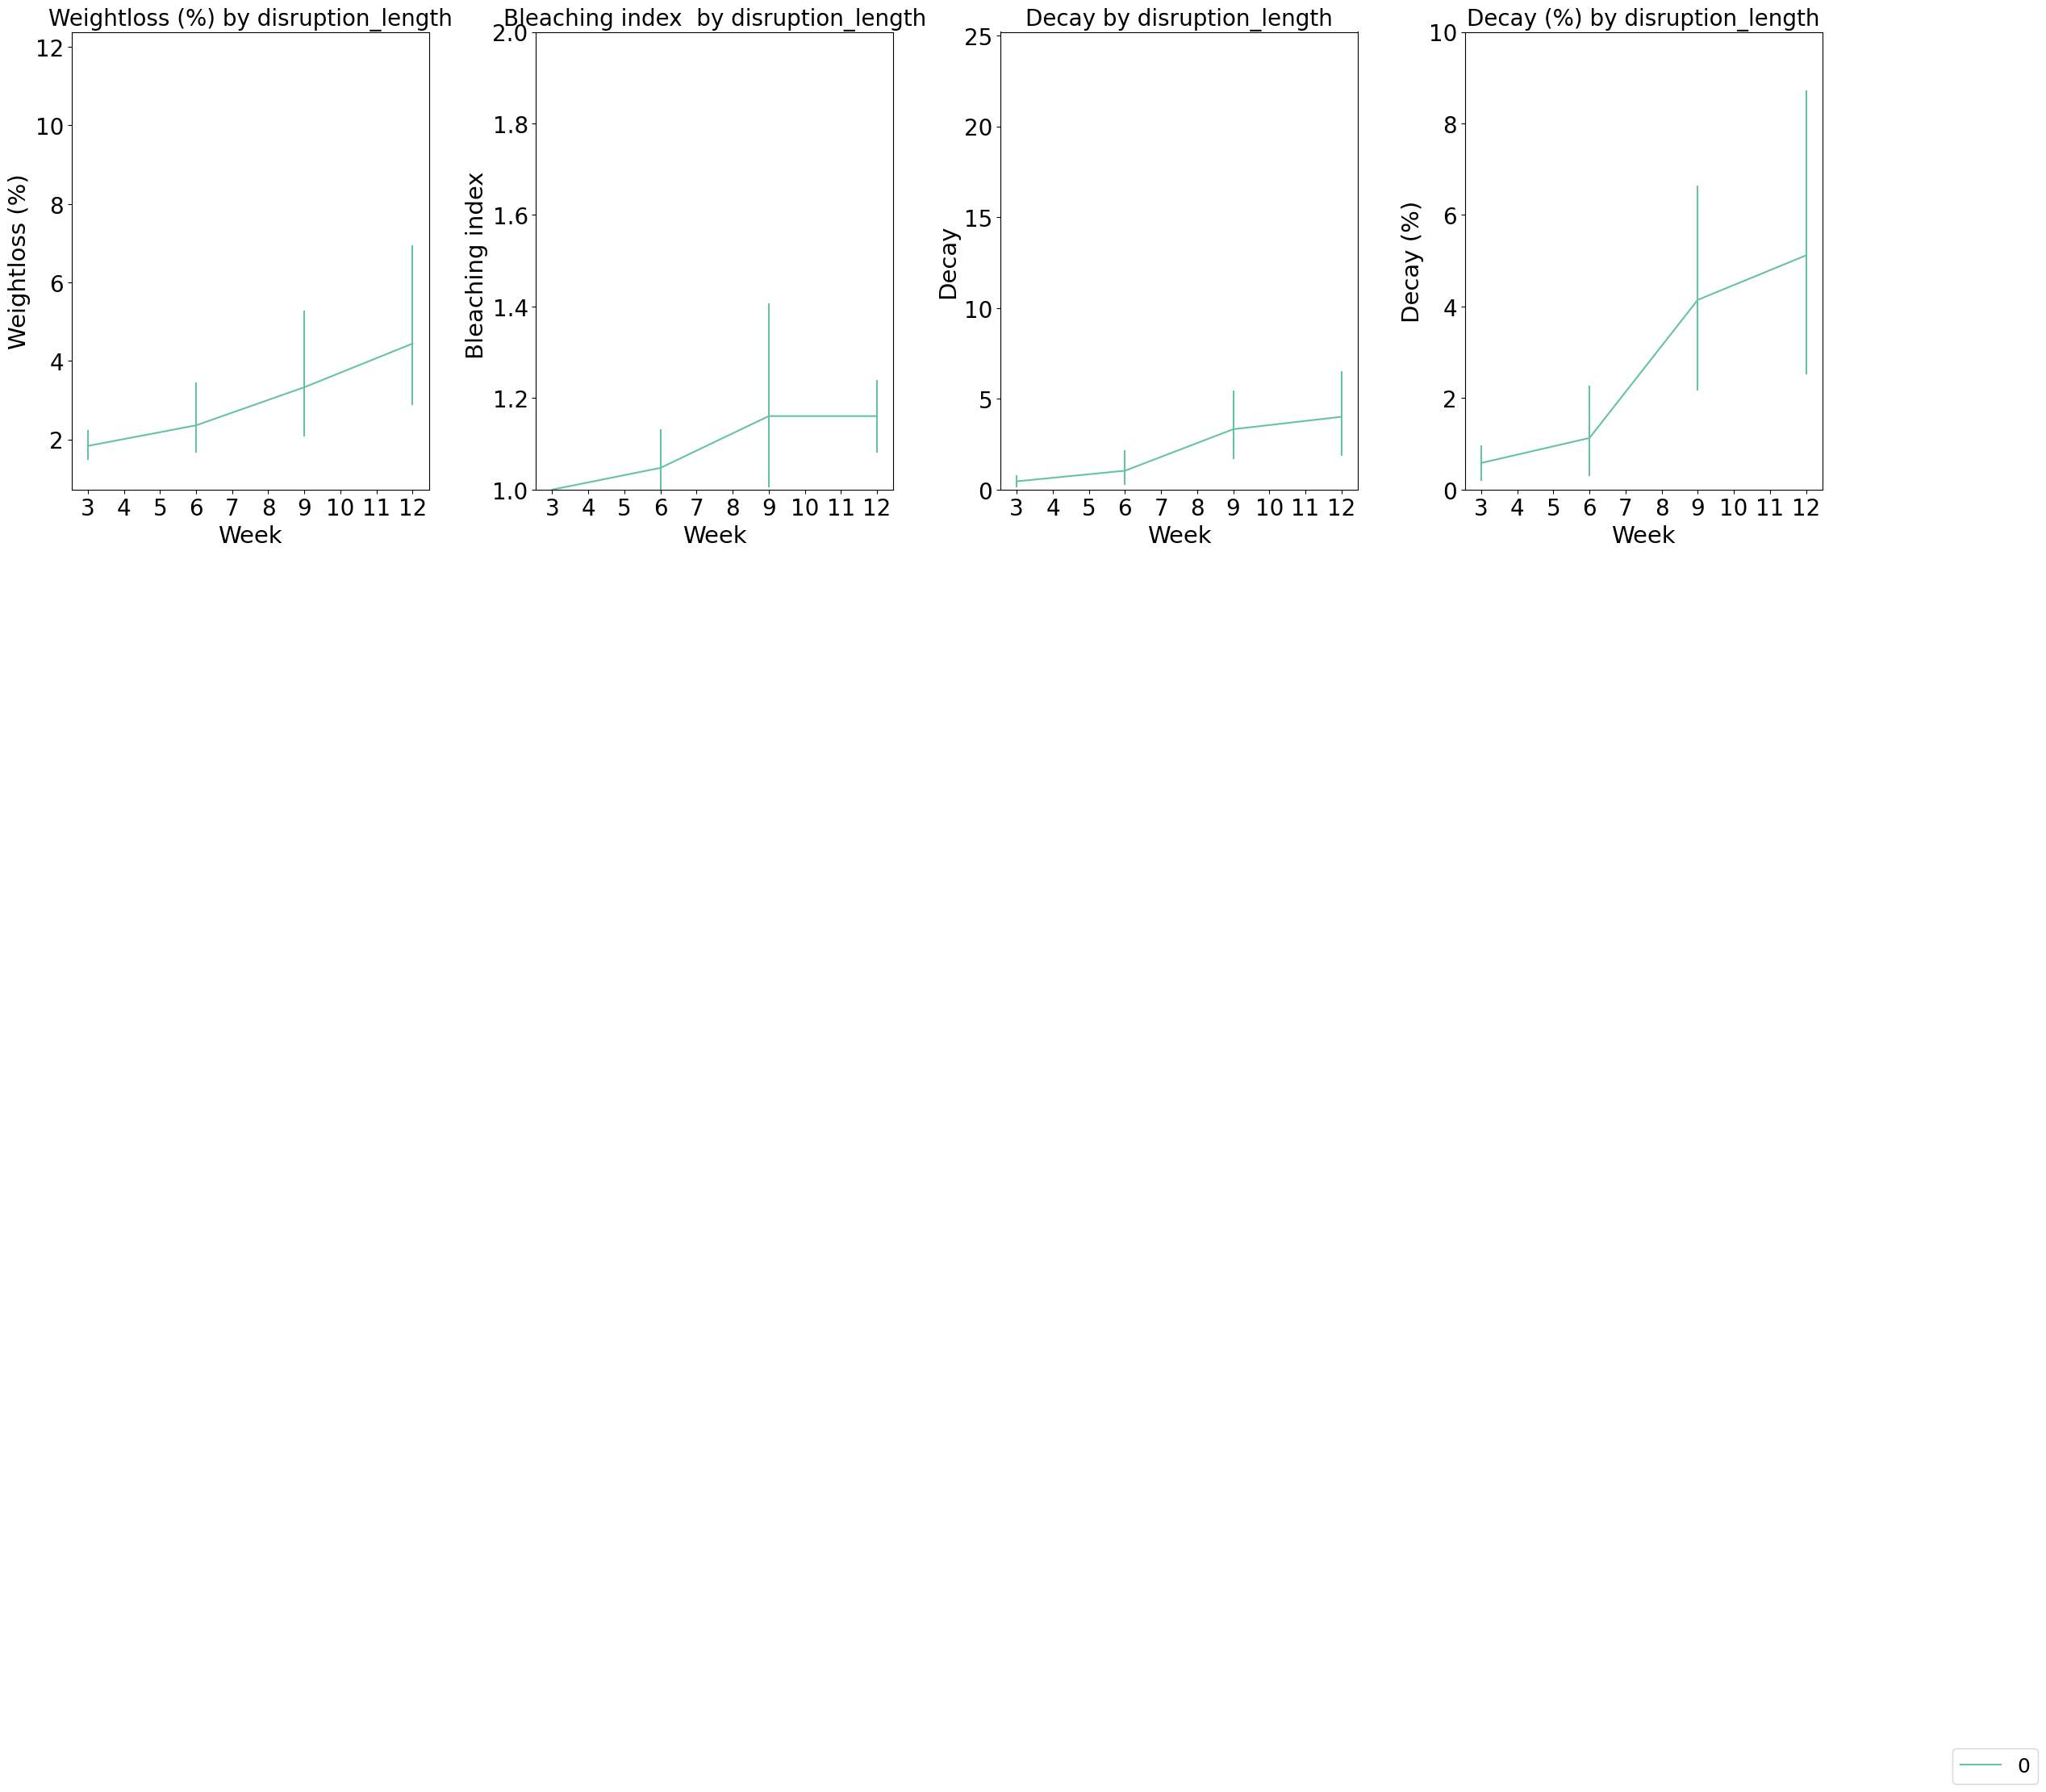 Weightloss (%) by disruption_length
Weightloss (%)
12
10
8
6
4
2
3 4 5 6 7 8 9 10 11 12
Week
Bleaching index  by disruption_length
Bleaching index
2.0
1.8
1.6
1.4
1.2
1.0
3 4 5 6 7 8 9 10 11 12
Week
Decay by disruption_length
Decay
25
20
15
10
5
0
3 4 5 6 7 8 9 10 11 12
Week
Decay (%) by disruption_length
Decay (%)
10
8
6
4
2
0
3 4 5 6 7 8 9 10 11 12
Week
0